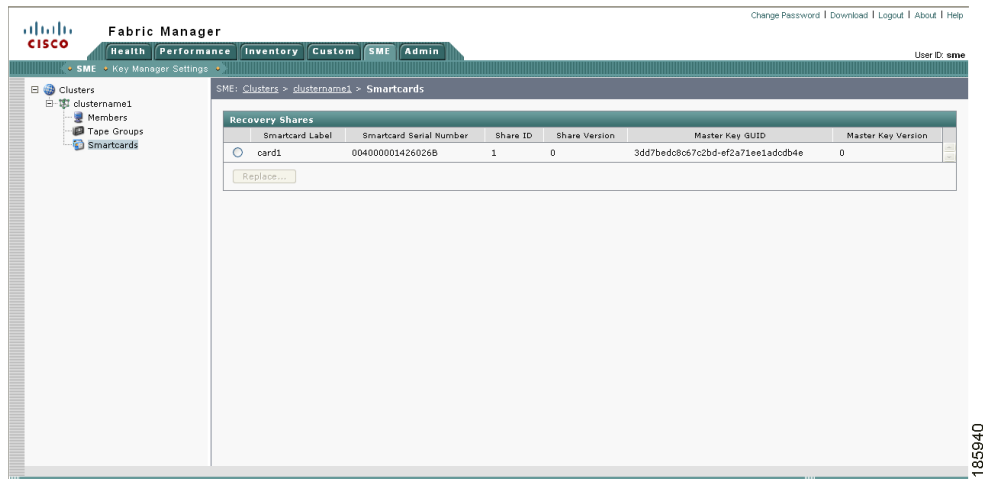 Change Password | Download | Logout | About | Help
CISCO
Fabric Manager
Health Performance Inventory Custom SME Admin
User ID: sme
SME Key Manager Settings
Clusters
clustername1
Members
Tape Groups
Smartcards
SME: Clusters > clustername1 > Smartcards
Recovery Shares
Smartcard Label Smartcard Serial Number Share ID Share Version Master Key GUID Master Key Version
card1 004000001426026B 1 0 3dd7bedc8c67c2bd-ef2a71ee1adcdb4e 0
Replace...
185940